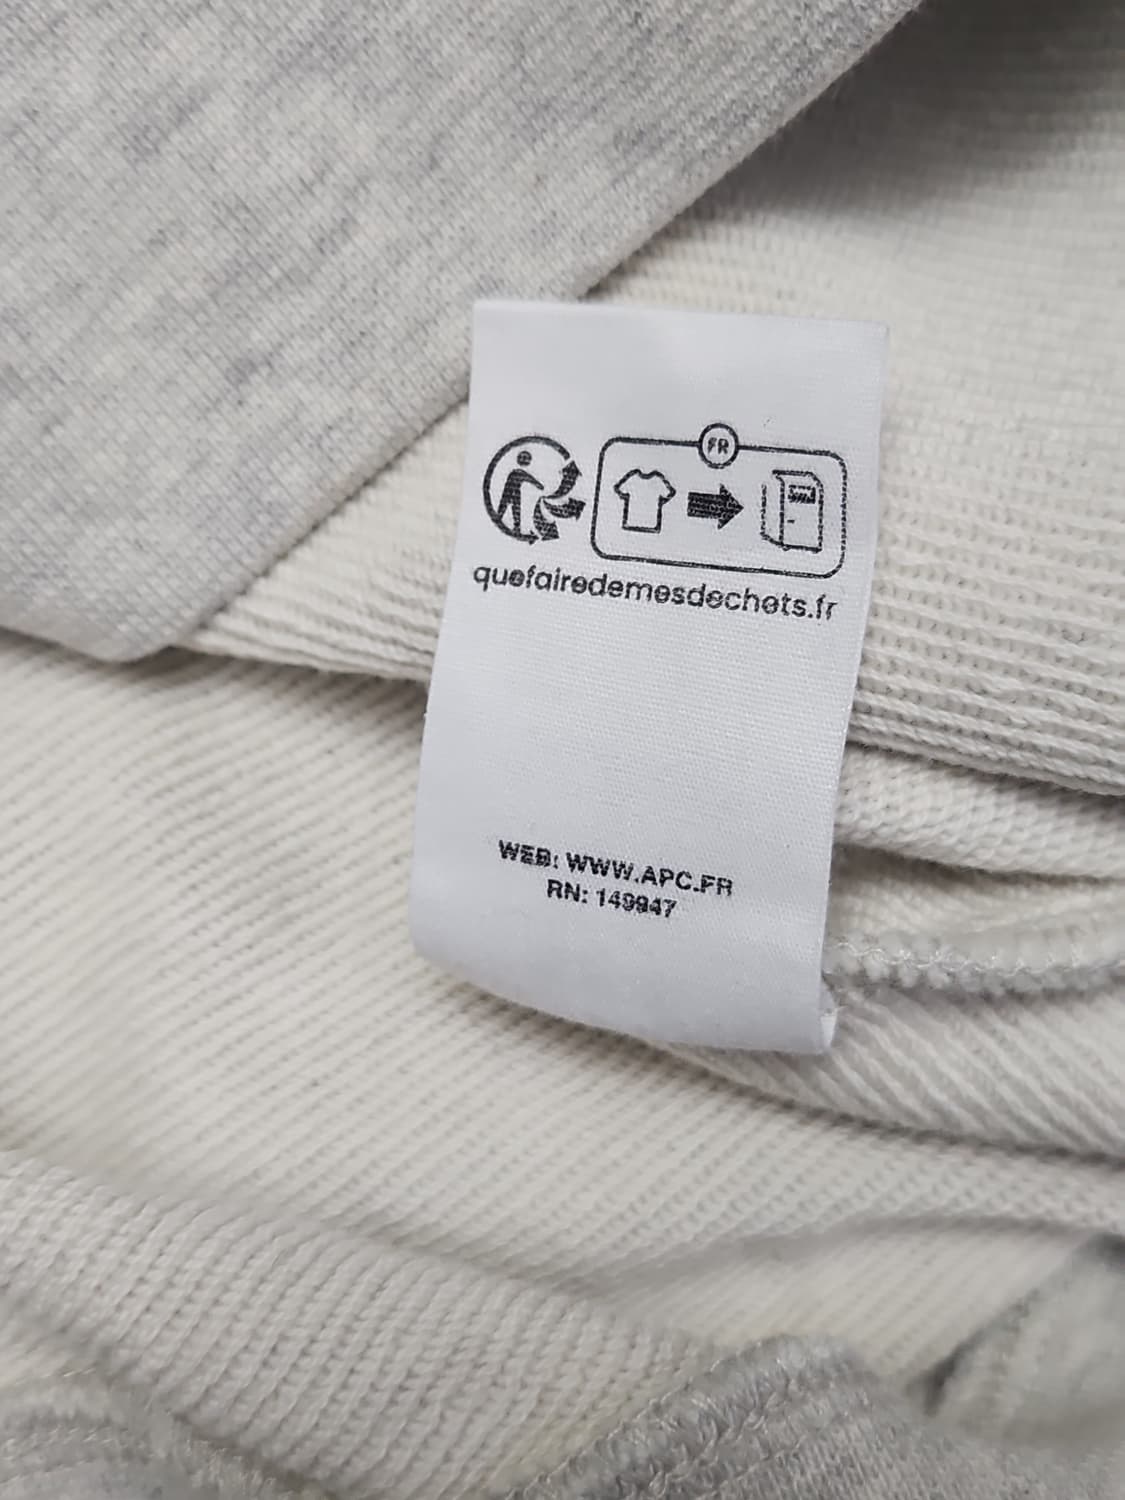 FR
quefairedemesdechets.fr
WEB: WWW.APC.FR
RN: 149947